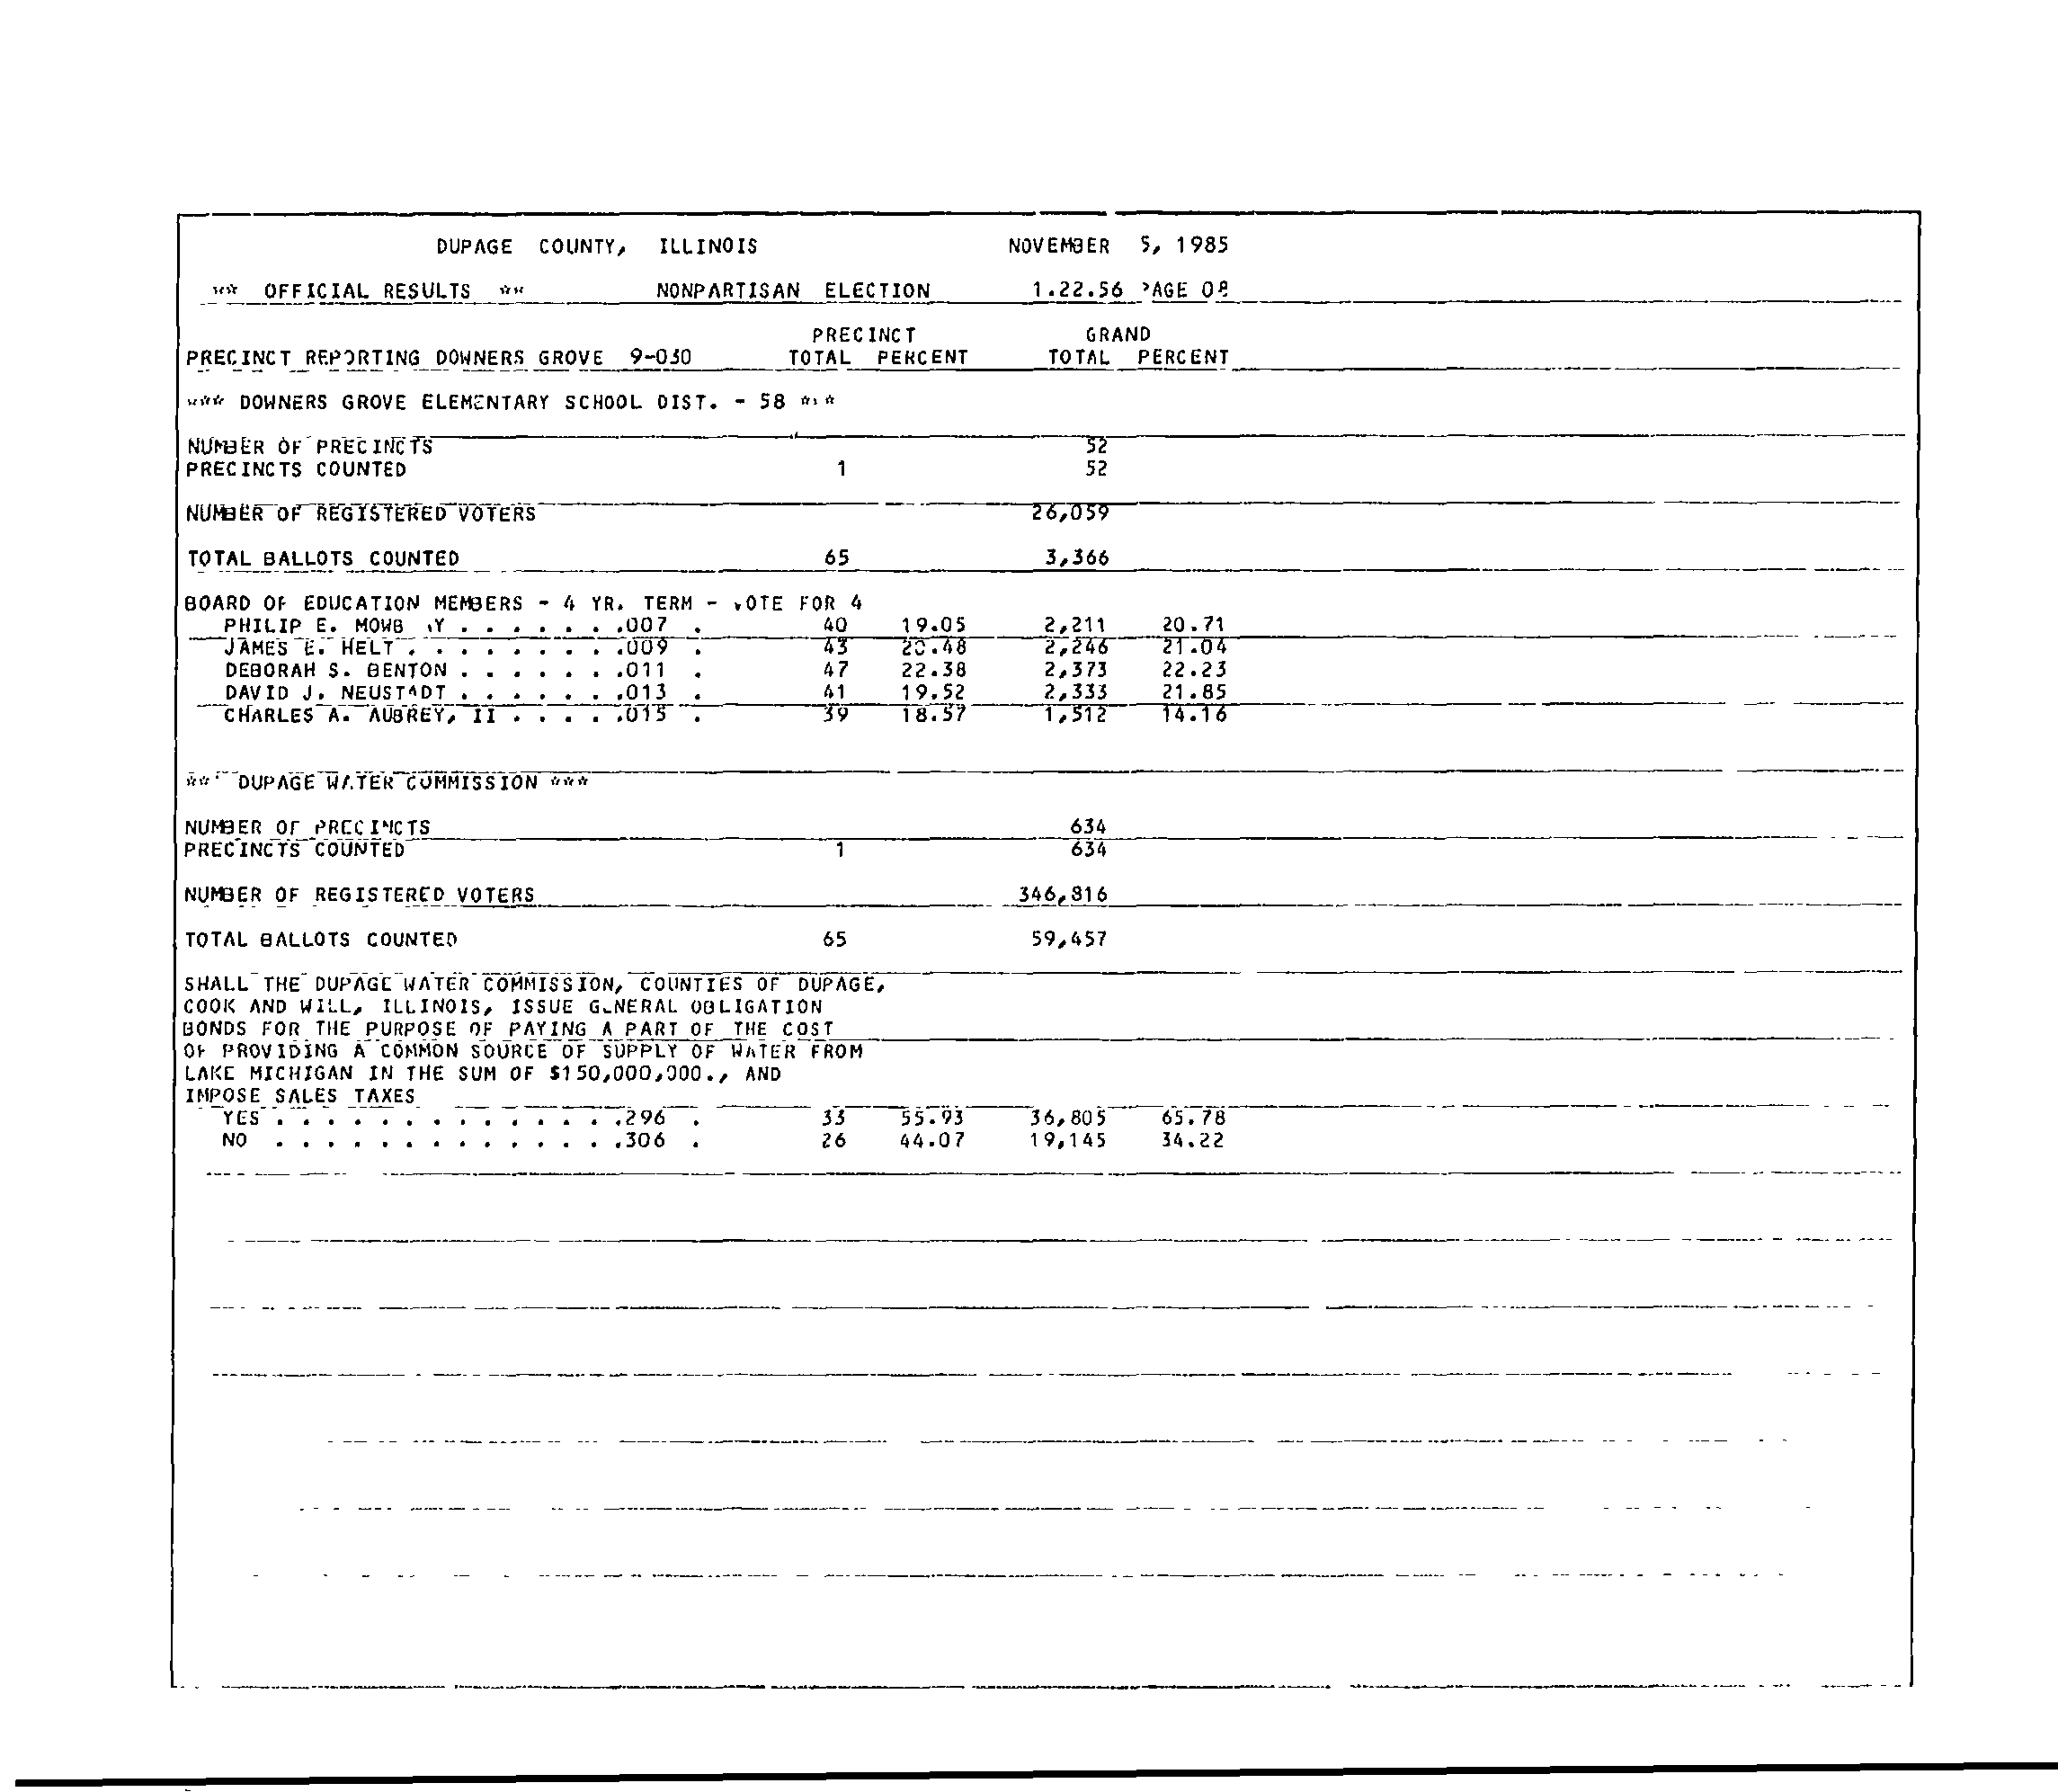 DUPAGE COUNTY, ILLINOIS NOVEMBER 5, 1985
** OFFICIAL RESULTS ** NONPARTISAN ELECTION 1.22.56 PAGE 08
PRECINCT GRAND
PRECINCT REPORTING DOWNERS GROVE 9-030 TOTAL PERCENT TOTAL PERCENT
*** DOWNERS GROVE ELEMENTARY SCHOOL DIST. - 58 ***
NUMBER OF PRECINCTS 52
PRECINCTS COUNTED 1 52
NUMBER OF REGISTERED VOTERS 26,059
TOTAL BALLOTS COUNTED 65 3,366
BOARD OF EDUCATION MEMBERS - 4 YR. TERM - VOTE FOR 4
PHILIP E. . . . . . . .007 . 40 19.05 2,211 20.71
JAMES E. HELT . . . . . . . . .009 . 43 20.48 2,246 21.04
DEBORAH S. BENTON . . . . . . .011 . 47 22.38 2,373 22.23
DAVID J. NEUSTADT . . . . . . .013 . 41 19.52 2,333 21.85
CHARLES A. AUBREY, II . . . . .015 . 39 18.57 1,512 14.16
*** DUPAGE WATER COMMISSION ***
NUMBER OF PRECINCTS 634
PRECINCTS COUNTED 1 634
NUMBER OF REGISTERED VOTERS 346,816
TOTAL BALLOTS COUNTED 65 59,457
SHALL THE DUPAGE WATER COMMISSION, COUNTIES OF DUPAGE,
COOK AND WILL, ILLINOIS, ISSUE GENERAL OBLIGATION
BONDS FOR THE PURPOSE OF PAYING A PART OF THE COST
OF PROVIDING A COMMON SOURCE OF SUPPLY OF WATER FROM
LAKE MICHIGAN IN THE SUM OF $150,000,000., AND
IMPOSE SALES TAXES
YES . . . . . . . . . . . . . .296 . 33 55.93 36,805 65.78
NO . . . . . . . . . . . . . .306 . 26 44.07 19,145 34.22